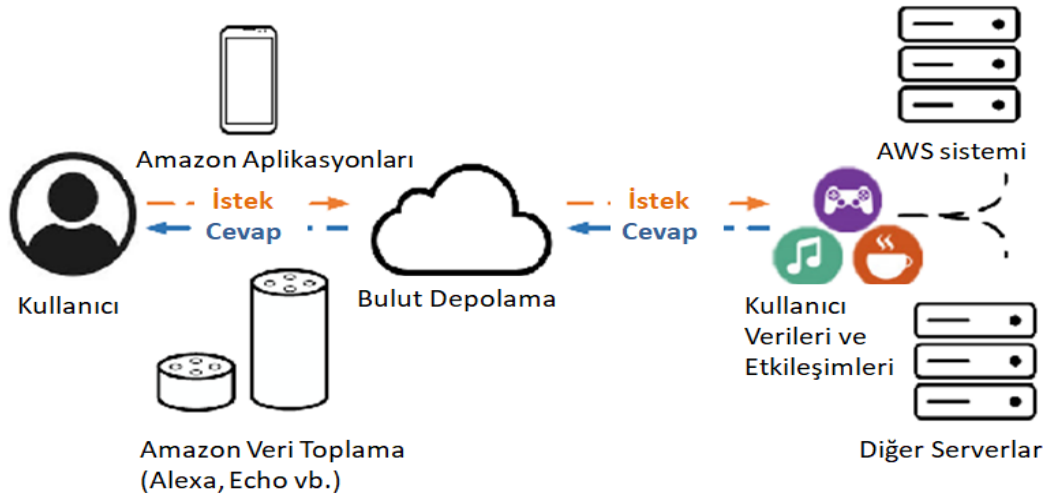 Amazon Aplikasyonları
AWS sistemi
İstek
Cevap
İstek
Cevap
Kullanıcı
Bulut Depolama
Kullanıcı
Verileri ve
Etkileşimleri
Amazon Veri Toplama
(Alexa, Echo vb.)
Diğer Serverlar